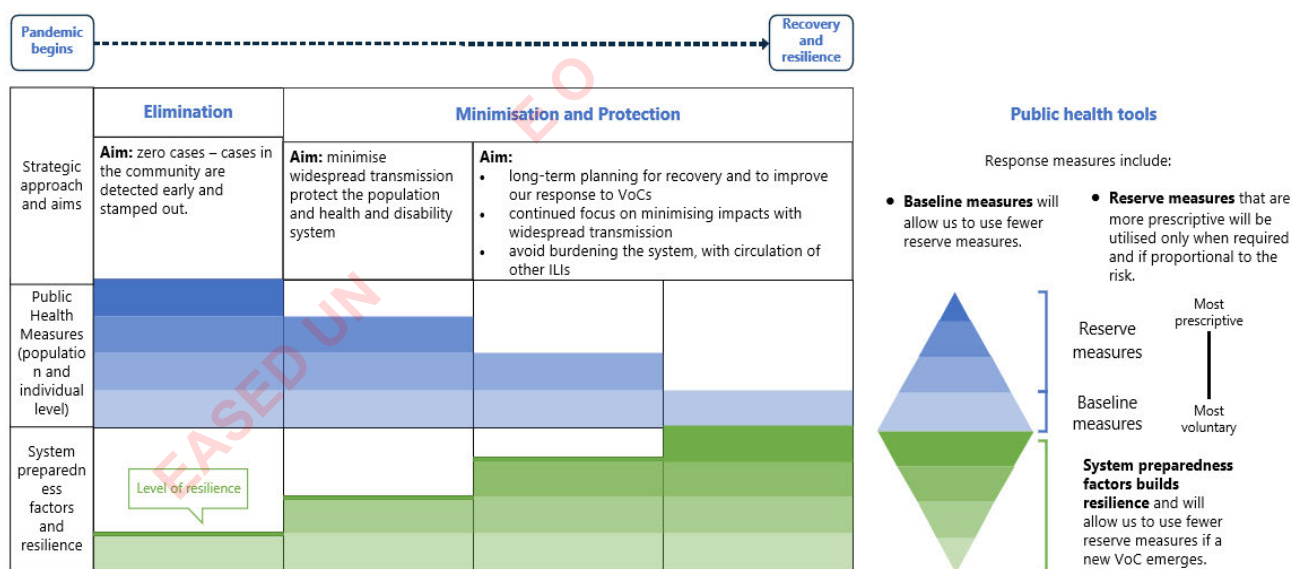 Pandemic
begins
Recovery
and
resilience
Strategic
approach
and aims
Elimination
Aim: zero cases – cases in
the community are
detected early and
stamped out.
Minimisation and Protection
Aim: minimise
widespread transmission
protect the population
and health and disability
system
Aim:
• long-term planning for recovery and to improve
our response to VoCs
• continued focus on minimising impacts with
widespread transmission
• avoid burdening the system, with circulation of
other ILIs
Public
Health
Measures
(populatio
n and
individual
level)
System
preparedn
ess
factors
and
resilience
Level of resilience
EASED UN
E O
Public health tools
Response measures include:
• Baseline measures will
allow us to use fewer
reserve measures.
• Reserve measures that are
more prescriptive will be
utilised only when required
and if proportional to the
risk.
Reserve
measures
Baseline
measures
Most
prescriptive
Most
voluntary
System preparedness
factors builds
resilience and will
allow us to use fewer
reserve measures if a
new VoC emerges.